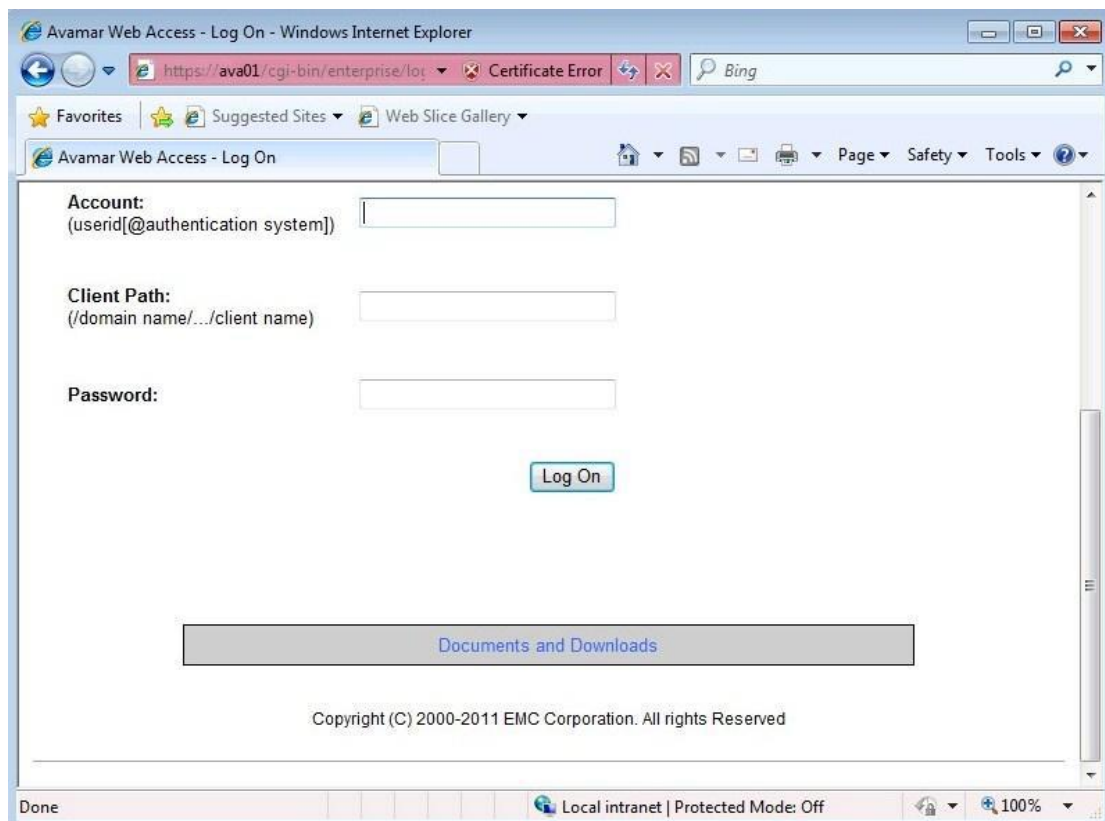 Avamar Web Access - Log On - Windows Internet Explorer
https://ava01/cgi-bin/enterprise/log Certificate Error Bing
Favorites Suggested Sites Web Slice Gallery
Avamar Web Access - Log On Page Safety Tools
Account:
(userid[@authentication system])
Client Path:
(/domain name/.../client name)
Password:
Log On
Documents and Downloads
Copyright (C) 2000-2011 EMC Corporation. All rights Reserved
Done Local intranet | Protected Mode: Off 100%